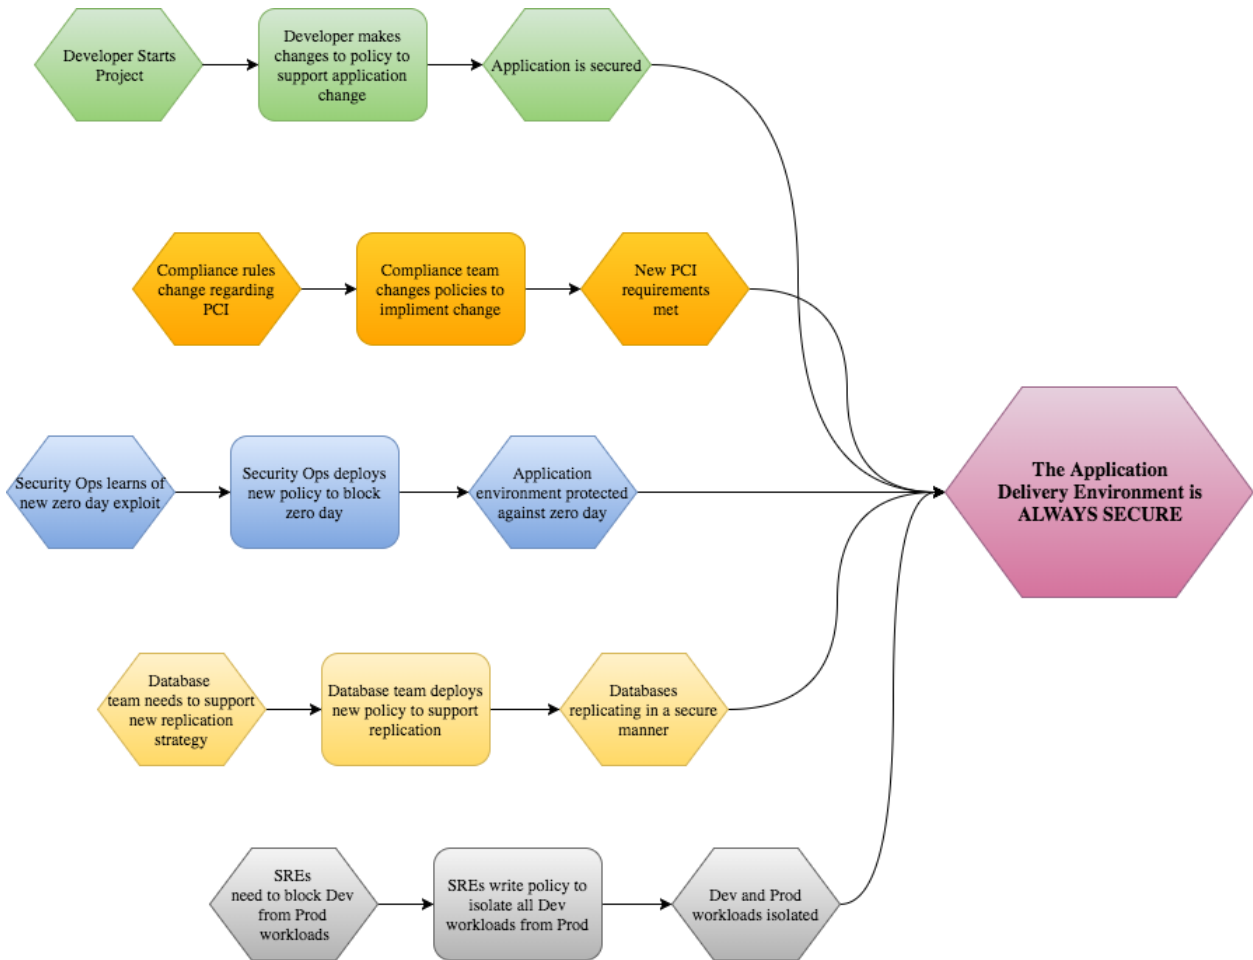 Developer Starts
Project
Developer makes
changes to policy to
support application
change
Application is secured
Compliance rules
change regarding
PCI
Compliance team
changes policies to
impliment change
New PCI
requirements
met
Security Ops learns of
new zero day exploit
Security Ops deploys
new policy to block
zero day
Application
environment protected
against zero day
The Application
Delivery Environment is
ALWAYS SECURE
Database
team needs to support
new replication
strategy
Database team deploys
new policy to support
replication
Databases
replicating in a secure
manner
SREs
need to block Dev
from Prod
workloads
SREs write policy to
isolate all Dev
workloads from Prod
Dev and Prod
workloads isolated